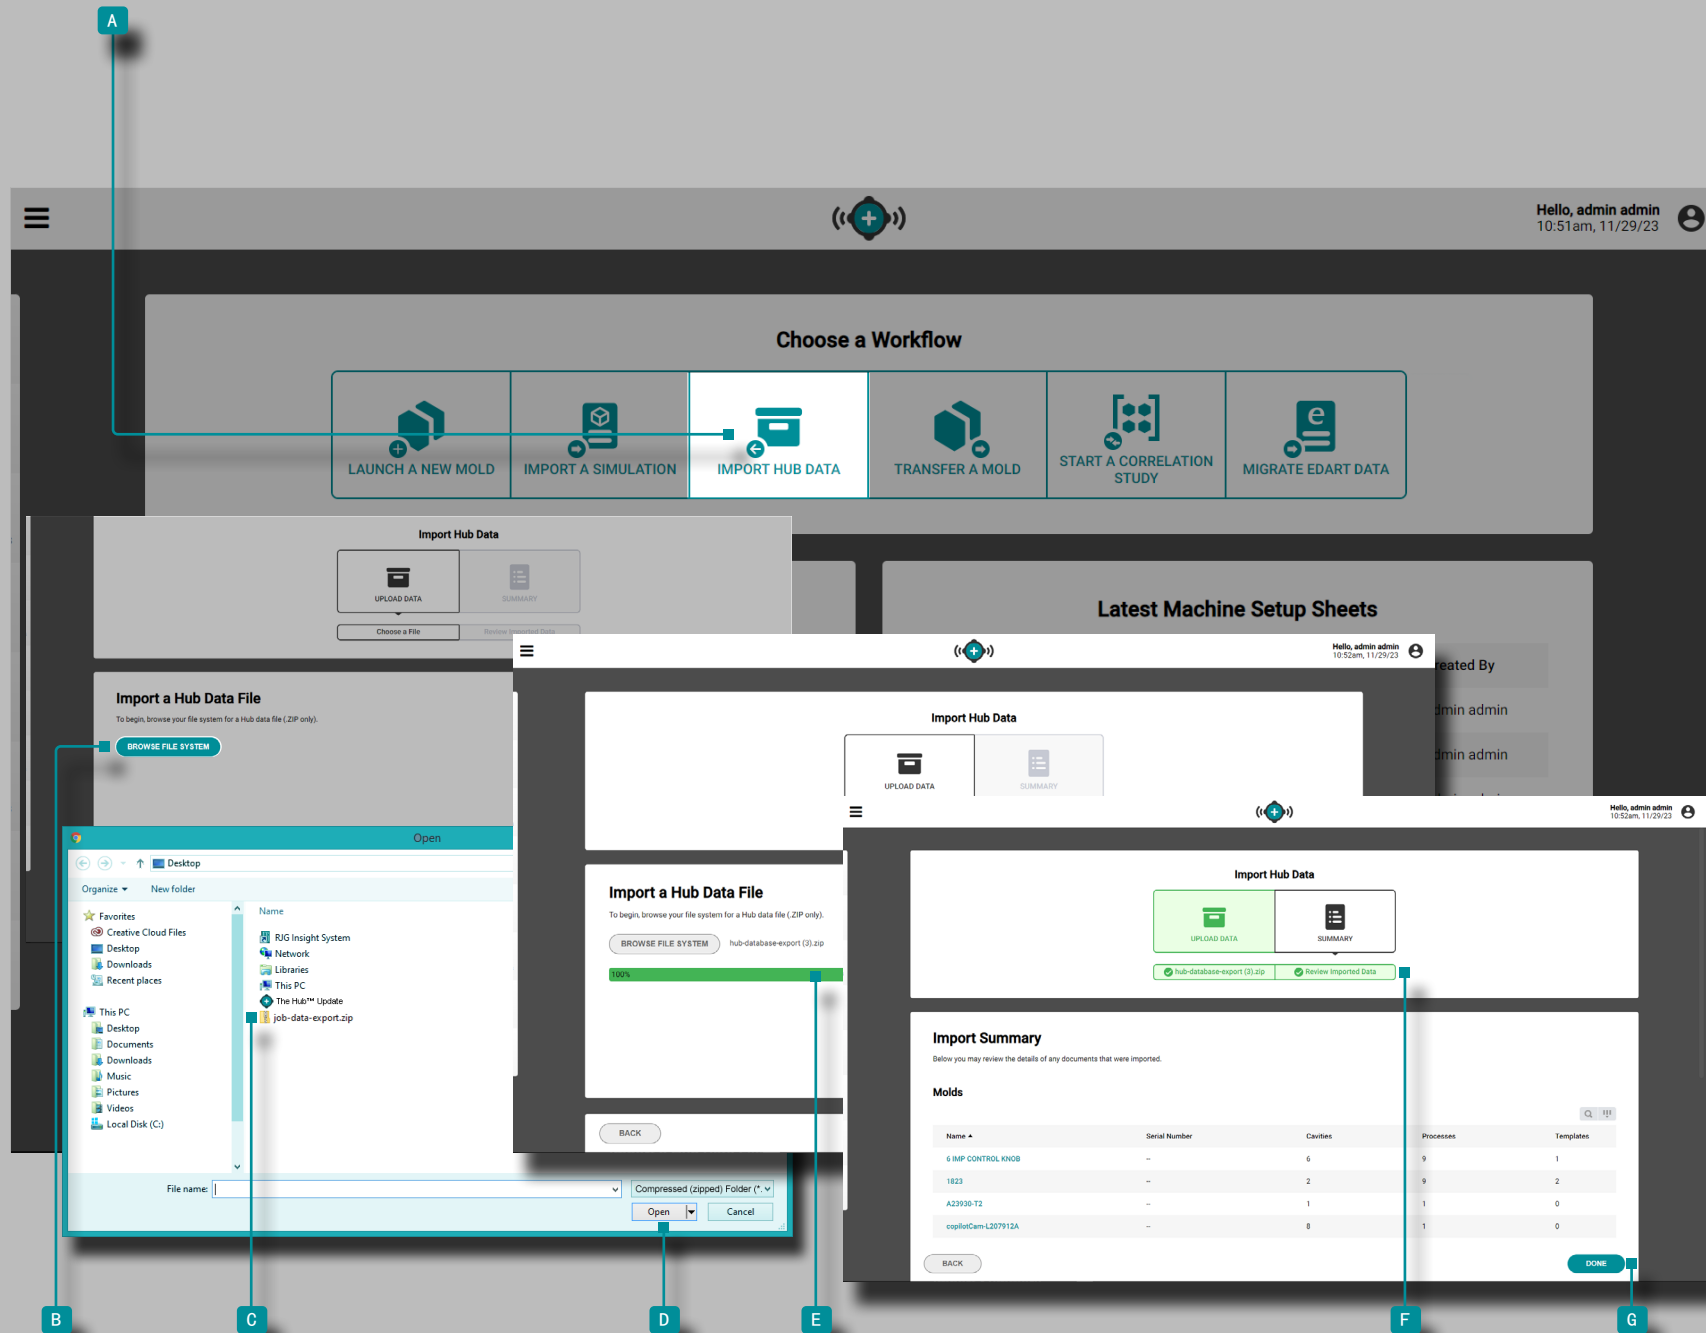 A
Hello, admin admin
10:51am, 11/29/23
Choose a Workflow
LAUNCH A NEW MOLD
IMPORT A SIMULATION
IMPORT HUB DATA
TRANSFER A MOLD
START A CORRELATION
STUDY
e
MIGRATE EDART DATA
Import Hub Data
UPLOAD DATA
SUMMARY
Choose a File
Review Imported Data
Import a Hub Data File
To begin, browse your file system for a Hub data file (.ZIP only).
BROWSE FILE SYSTEM
Latest Machine Setup Sheets
reated By
dmin admin
dmin admin
Open
Desktop
Organize
New folder
Favorites
Creative Cloud Files
Desktop
Downloads
Recent places
This PC
Desktop
Documents
Downloads
Music
Pictures
Videos
Local Disk (C:)
Name
RJG Insight System
Network
Libraries
This PC
The Hub™ Update
job-data-export.zip
File name:
Compressed (zipped) Folder (*.
Open
Cancel
Hello, admin admin
10:52am, 11/29/23
Import Hub Data
UPLOAD DATA
SUMMARY
Import a Hub Data File
To begin, browse your file system for a Hub data file (.ZIP only).
BROWSE FILE SYSTEM
hub-database-export (3).zip
100%
BACK
Hello, admin admin
10:52am, 11/29/23
Import Hub Data
UPLOAD DATA
SUMMARY
hub-database-export (3).zip
Review Imported Data
Import Summary
Below you may review the details of any documents that were imported.
Molds
Name Serial Number Cavities Processes Templates
6 IMP CONTROL KNOB -- 6 9 1
1823 -- 2 9 2
A23930-T2 -- 1 1 0
copilotCam-L207912A -- 8 1 0
BACK
DONE
B
C
D
E
F
G